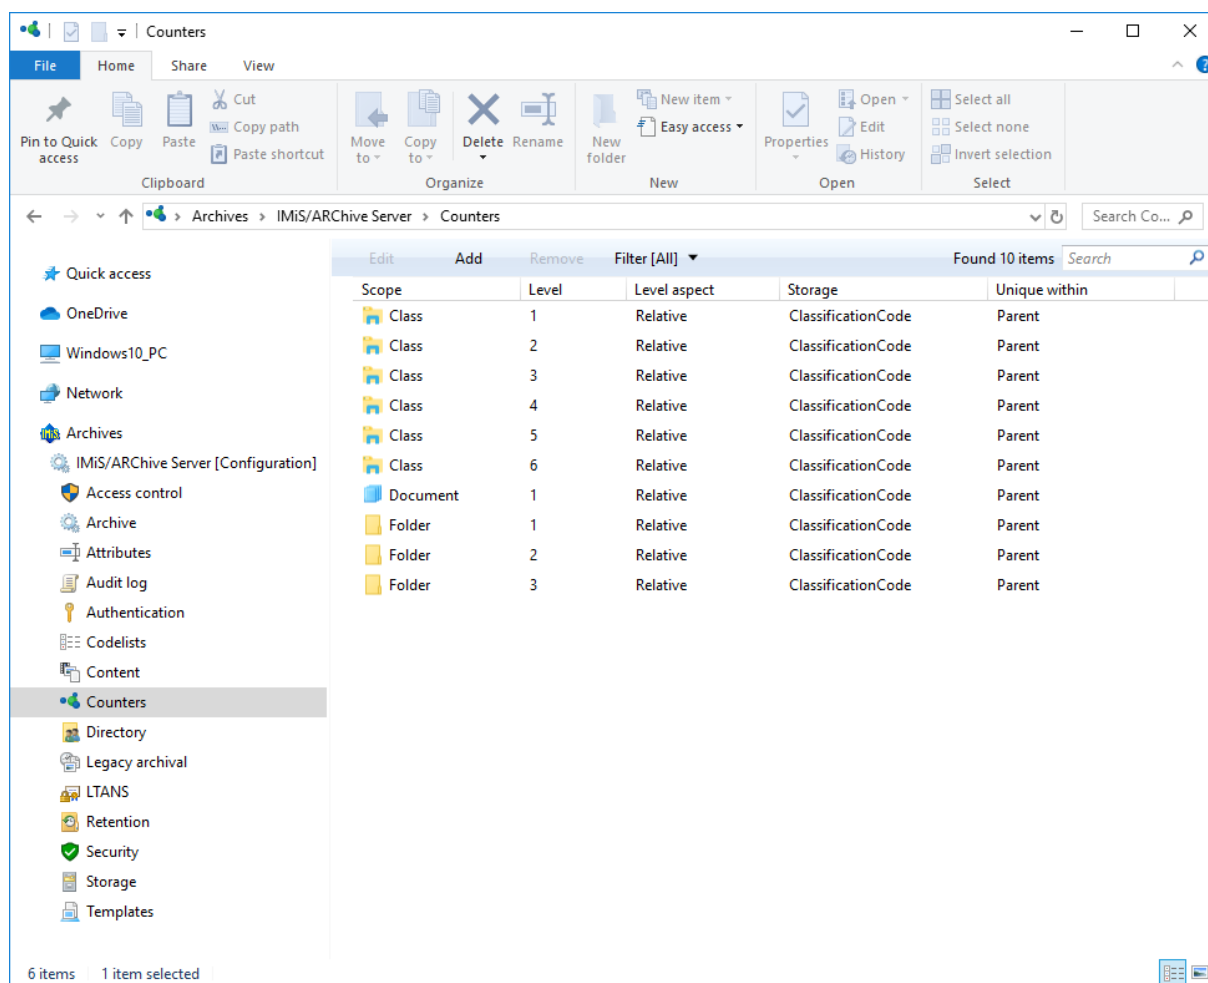 Counters
File Home Share View
Pin to Quick access Copy Paste Cut Copy path Paste shortcut
Move to Copy to Delete Rename
New folder New item Easy access
Properties Open Edit History
Select all Select none Invert selection
Clipboard Organize New Open Select
Archives > IMiS/ARChive Server > Counters Search Co...
Quick access
OneDrive
Windows10_PC
Network
Archives
IMiS/ARChive Server [Configuration]
Access control
Archive
Attributes
Audit log
Authentication
Codelists
Content
Counters
Directory
Legacy archival
LTANS
Retention
Security
Storage
Templates
Edit Add Remove Filter [All] Found 10 items Search
Scope Level Level aspect Storage Unique within
Class 1 Relative ClassificationCode Parent
Class 2 Relative ClassificationCode Parent
Class 3 Relative ClassificationCode Parent
Class 4 Relative ClassificationCode Parent
Class 5 Relative ClassificationCode Parent
Class 6 Relative ClassificationCode Parent
Document 1 Relative ClassificationCode Parent
Folder 1 Relative ClassificationCode Parent
Folder 2 Relative ClassificationCode Parent
Folder 3 Relative ClassificationCode Parent
6 items 1 item selected